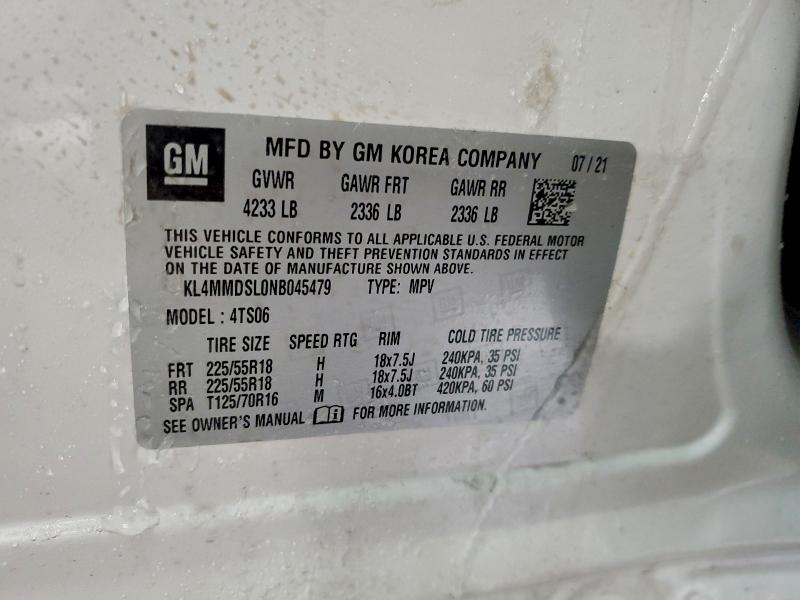 GM MFD BY GM KOREA COMPANY 07/21
GVWR GAWR FRT GAWR RR
4233 LB 2336 LB 2336 LB
THIS VEHICLE CONFORMS TO ALL APPLICABLE U.S. FEDERAL MOTOR
VEHICLE SAFETY AND THEFT PREVENTION STANDARDS IN EFFECT
ON THE DATE OF MANUFACTURE SHOWN ABOVE.
KL4MMDSL0NB045479 TYPE: MPV
MODEL : 4TS06
TIRE SIZE SPEED RTG RIM COLD TIRE PRESSURE
FRT 225/55R18 H 18x7.5J 240KPA, 35 PSI
RR 225/55R18 H 18x7.5J 240KPA, 35 PSI
SPA T125/70R16 M 16x4.0BT 420KPA, 60 PSI
SEE OWNER'S MANUAL FOR MORE INFORMATION.